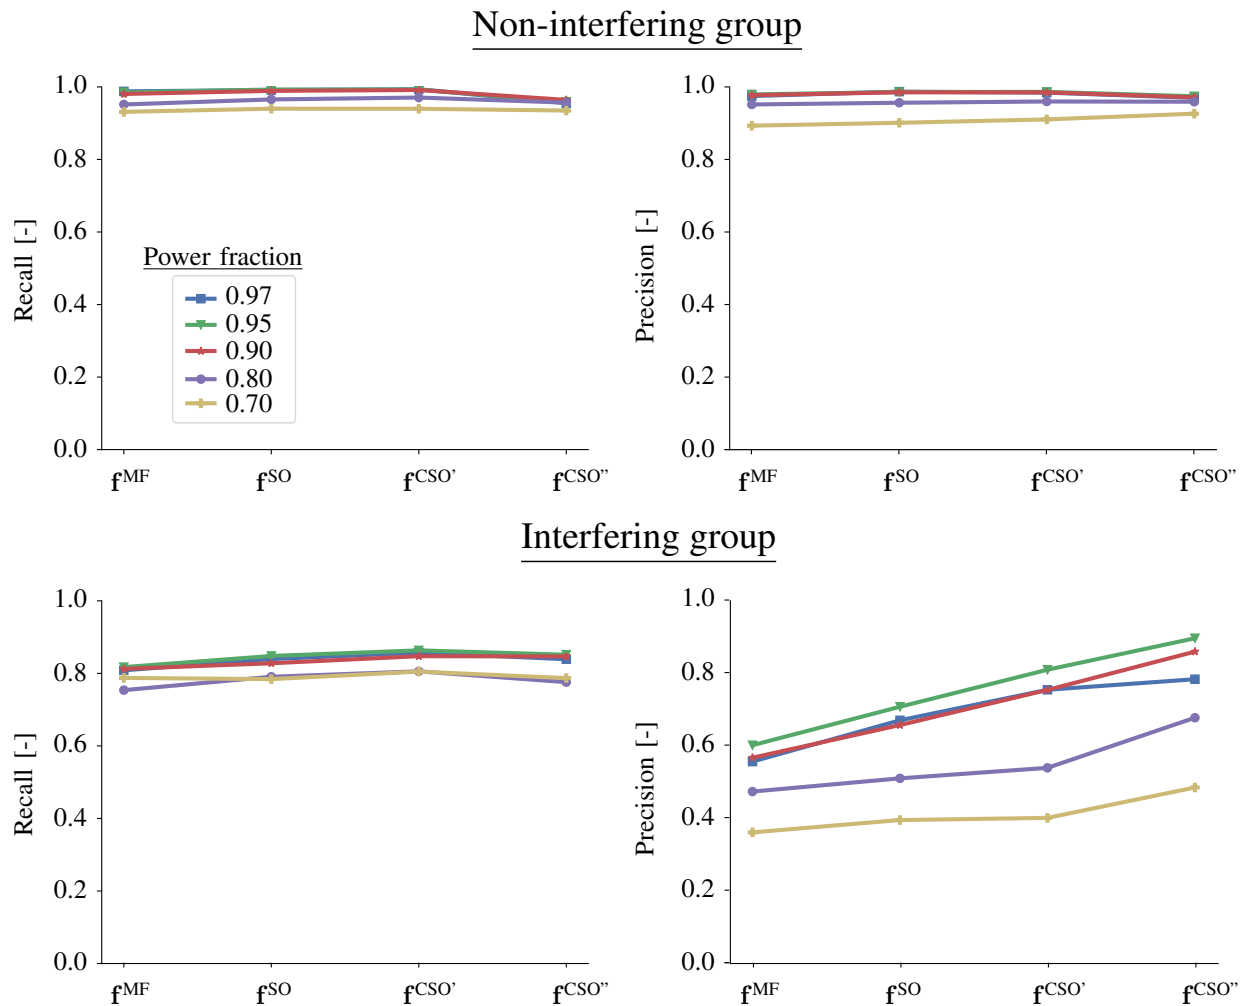 Non-interfering group
1.0
0.8
0.6
0.4
0.2
0.0
Recall [-]
Power fraction
0.97
0.95
0.90
0.80
0.70
f^MF f^SO f^CSO' f^CSO''
1.0
0.8
0.6
0.4
0.2
0.0
Precision [-]
f^MF f^SO f^CSO' f^CSO''
Interfering group
1.0
0.8
0.6
0.4
0.2
0.0
Recall [-]
f^MF f^SO f^CSO' f^CSO''
1.0
0.8
0.6
0.4
0.2
0.0
Precision [-]
f^MF f^SO f^CSO' f^CSO''